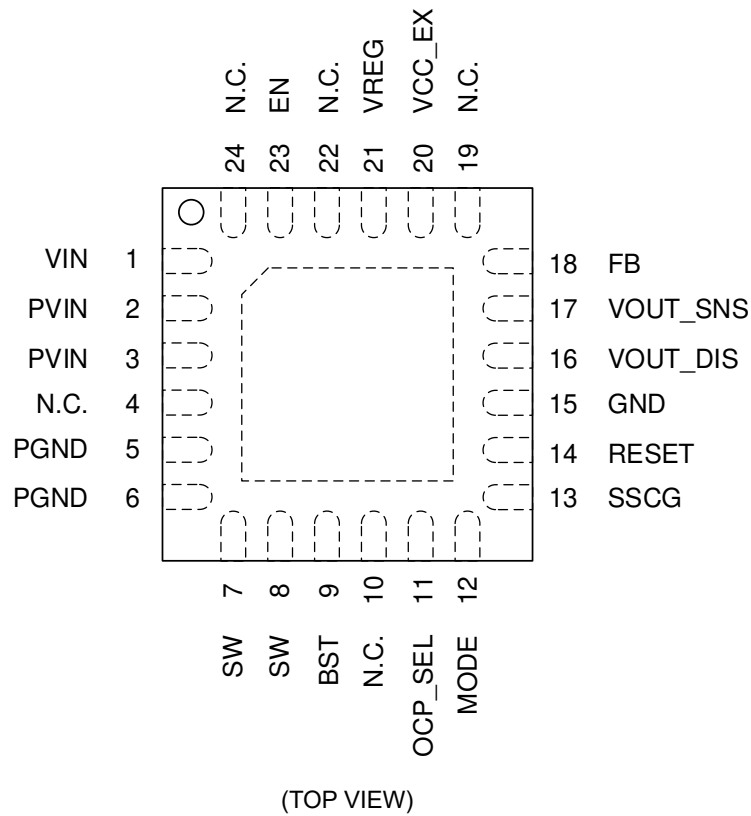 N.C. EN N.C. VREG VCC_EX N.C.
24 23 22 21 20 19
VIN 1
PVIN 2
PVIN 3
N.C. 4
PGND 5
PGND 6
18 FB
17 VOUT_SNS
16 VOUT_DIS
15 GND
14 RESET
13 SSCG
7 8 9 10 11 12
SW SW BST N.C. OCP_SEL MODE
(TOP VIEW)